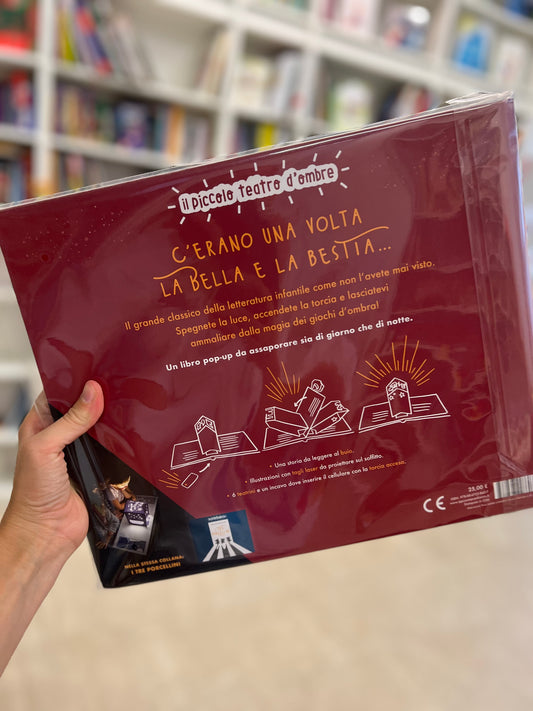 il piccolo teatro d'ombre
C'ERANO UNA VOLTA
LA BELLA E LA BESTIA...
Il grande classico della letteratura infantile come non l'avete mai visto.
Spegnete la luce, accendete la torcia e lasciatevi
ammaliare dalla magia dei giochi d'ombra!
Un libro pop-up da assaporare sia di giorno che di notte.
• Una storia da leggere al buio.
• Illustrazioni con tagli laser da proiettare sul soffitto.
• 6 teatrini e un incavo dove inserire il cellulare con la torcia accesa.
NELLA STESSA COLLANA:
I TRE PORCELLINI
CE
25,00 €